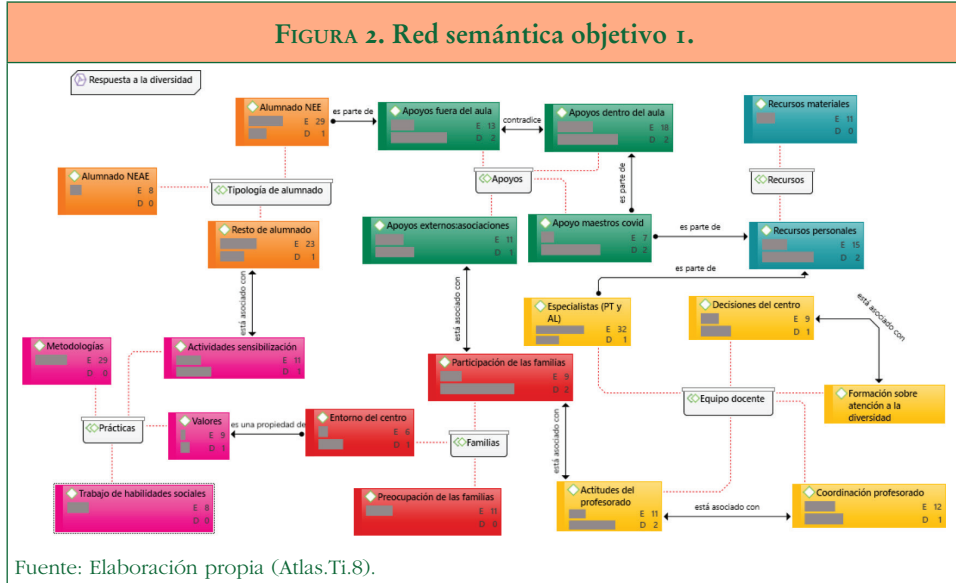 FIGURA 2. Red semántica objetivo 1.
Respuesta a la diversidad
Alumnado NEE
E 29
D 1
es parte de
Apoyos fuera del aula
E 13
D 2
contradice
Apoyos dentro del aula
E 18
D 2
Recursos materiales
E 11
D 0
Alumnado NEAE
E 8
D 0
Tipología de alumnado
Apoyos
es parte de
Recursos
Resto de alumnado
E 23
D 1
Apoyos externos:asociaciones
E 11
D 1
Apoyo maestros covid
E 7
D 2
es parte de
Recursos personales
E 15
D 2
es parte de
está asociado con
está asociado con
Especialistas (PT y
AL)
E 32
D 1
Decisiones del centro
E 9
D 1
está asociado con
Metodologías
E 29
D 0
Actividades sensibilización
E 11
D 1
Participación de las familias
E 9
D 2
Equipo docente
Formación sobre
atención a la
diversidad
Prácticas
Valores
E 9
D 1
es una propiedad de
Entorno del centro
E 6
D 1
Familias
está asociado con
Trabajo de habilidades sociales
E 8
D 0
Preocupación de las familias
E 11
D 0
Actitudes del
profesorado
E 11
D 2
está asociado con
Coordinación profesorado
E 12
D 1
Fuente: Elaboración propia (Atlas.Ti.8).